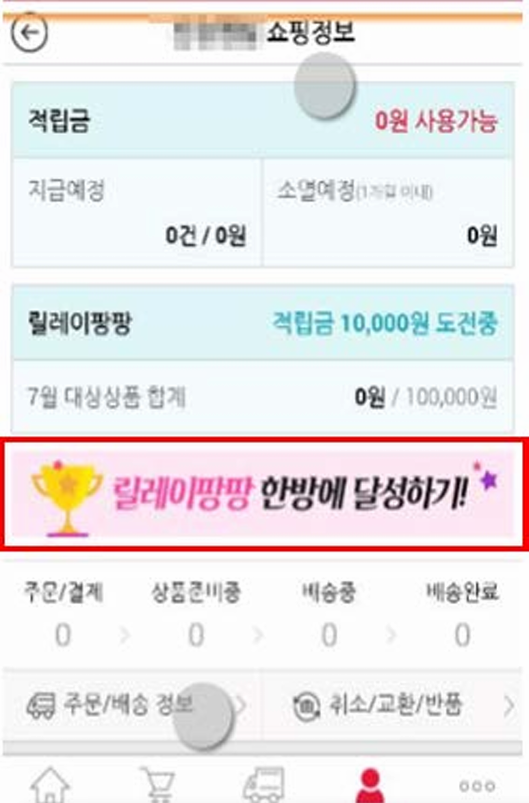 쇼핑정보
적립금 0원 사용가능
지급예정 소멸예정(1개월 이내)
0건 / 0원 0원
릴레이팡팡 적립금 10,000원 도전중
7월 대상상품 합계 0원 / 100,000원
릴레이팡팡 한방에 달성하기!
주문/결제 상품준비중 배송중 배송완료
0 > 0 > 0 > 0
주문/배송 정보 > 취소/교환/반품 >